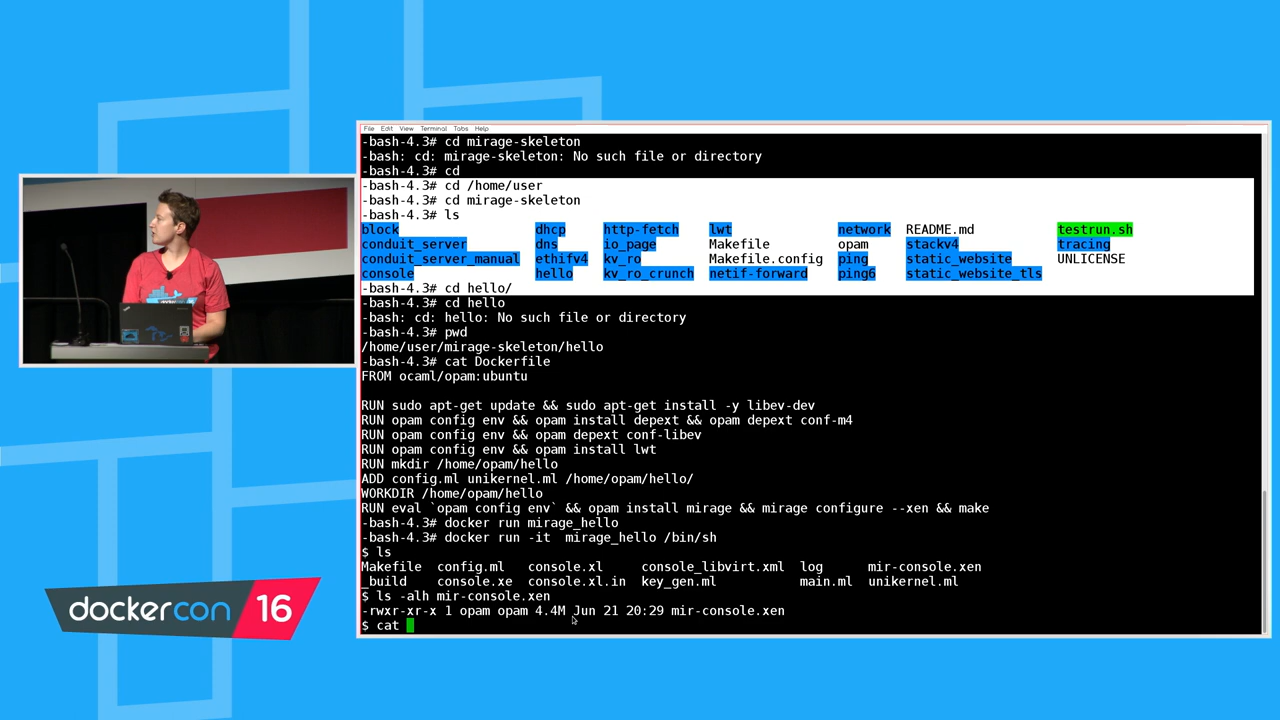 File Edit View Terminal Tabs Help
-bash-4.3# cd mirage-skeleton
-bash: cd: mirage-skeleton: No such file or directory
-bash-4.3# cd
-bash-4.3# cd /home/user
-bash-4.3# cd mirage-skeleton
-bash-4.3# ls
block dhcp http-fetch lwt network README.md testrun.sh
conduit_server dns io_page Makefile opam stackv4 tracing
conduit_server_manual ethifv4 kv_ro Makefile.config ping static_website UNLICENSE
console hello kv_ro_crunch netif-forward ping6 static_website_tls
-bash-4.3# cd hello/
-bash-4.3# cd hello
-bash: cd: hello: No such file or directory
-bash-4.3# pwd
/home/user/mirage-skeleton/hello
-bash-4.3# cat Dockerfile
FROM ocaml/opam:ubuntu
RUN sudo apt-get update && sudo apt-get install -y libev-dev
RUN opam config env && opam install depext && opam depext conf-m4
RUN opam config env && opam depext conf-libev
RUN opam config env && opam install lwt
RUN mkdir /home/opam/hello
ADD config.ml unikernel.ml /home/opam/hello/
WORKDIR /home/opam/hello
RUN eval `opam config env` && opam install mirage && mirage configure --xen && make
-bash-4.3# docker run mirage_hello
-bash-4.3# docker run -it  mirage_hello /bin/sh
$ ls
Makefile config.ml console.xl console_libvirt.xml log mir-console.xen
_build console.xe console.xl.in key_gen.ml main.ml unikernel.ml
$ ls -alh mir-console.xen
-rwxr-xr-x 1 opam opam 4.4M Jun 21 20:29 mir-console.xen
$ cat
dockercon 16